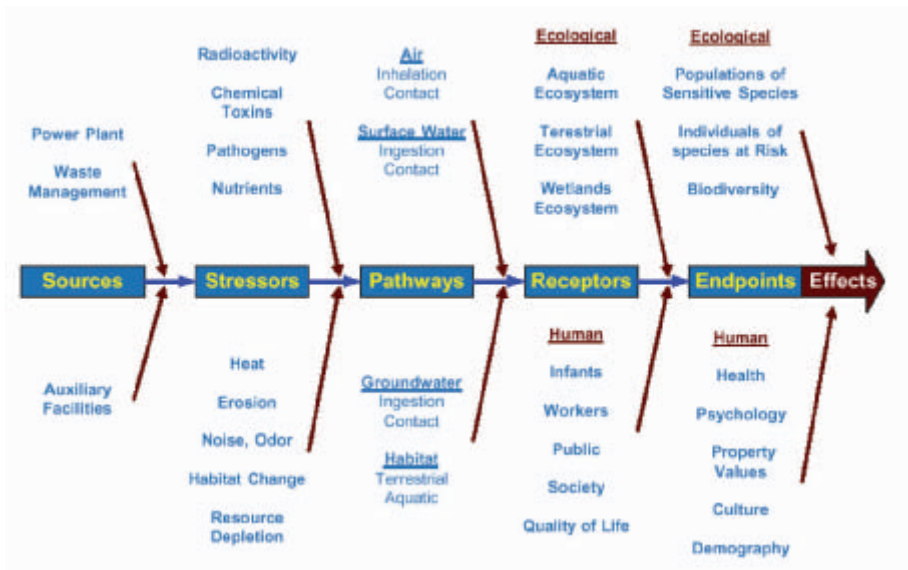 Radioactivity
Chemical
Toxins
Pathogens
Nutrients
Air
Inhalation
Contact
Surface Water
Ingestion
Contact
Ecological
Aquatic
Ecosystem
Terestrial
Ecosystem
Wetlands
Ecosystem
Ecological
Populations of
Sensitive Species
Individuals of
species at Risk
Biodiversity
Power Plant
Waste
Management
Sources
Stressors
Pathways
Receptors
Endpoints
Effects
Auxiliary
Facilities
Heat
Erosion
Noise, Odor
Habitat Change
Resource
Depletion
Groundwater
Ingestion
Contact
Habitat
Terrestrial
Aquatic
Human
Infants
Workers
Public
Society
Quality of Life
Human
Health
Psychology
Property
Values
Culture
Demography